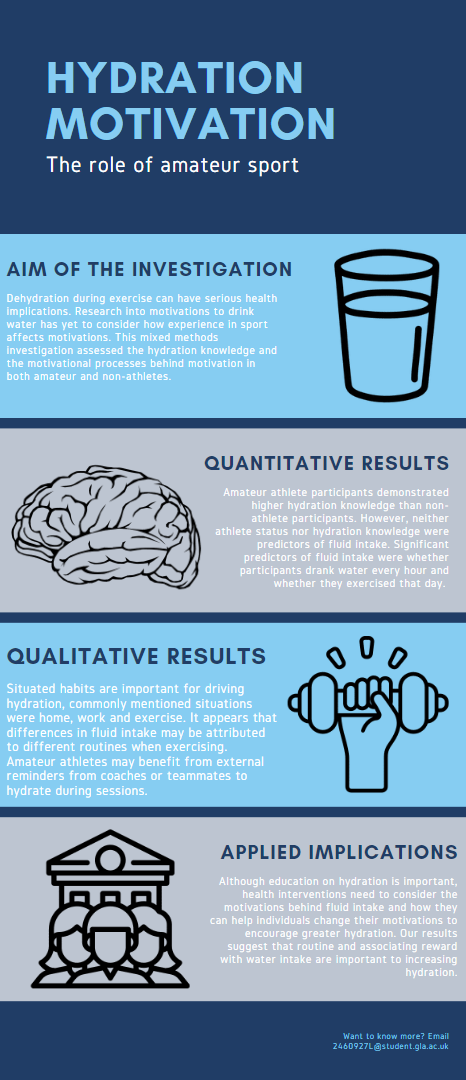 HYDRATION
MOTIVATION
The role of amateur sport
AIM OF THE INVESTIGATION
Dehydration during exercise can have serious health
implications. Research into motivations to drink
water has yet to consider how experience in sport
affects motivations. This mixed methods
investigation assessed the hydration knowledge and
the motivational processes behind motivation in
both amateur and non-athletes.
QUANTITATIVE RESULTS
Amateur athlete participants demonstrated
higher hydration knowledge than non-
athlete participants. However, neither
athlete status nor hydration knowledge were
predictors of fluid intake. Significant
predictors of fluid intake were whether
participants drank water every hour and
whether they exercised that day.
QUALITATIVE RESULTS
Situated habits are important for driving
hydration, commonly mentioned situations
were home, work and exercise. It appears that
differences in fluid intake may be attributed
to different routines when exercising.
Amateur athletes may benefit from external
reminders from coaches or teammates to
hydrate during sessions.
APPLIED IMPLICATIONS
Although education on hydration is important,
health interventions need to consider the
motivations behind fluid intake and how they
can help individuals change their motivations to
encourage greater hydration. Our results
suggest that routine and associating reward
with water intake are important to increasing
hydration.
Want to know more? Email
2460927L@student.gla.ac.uk